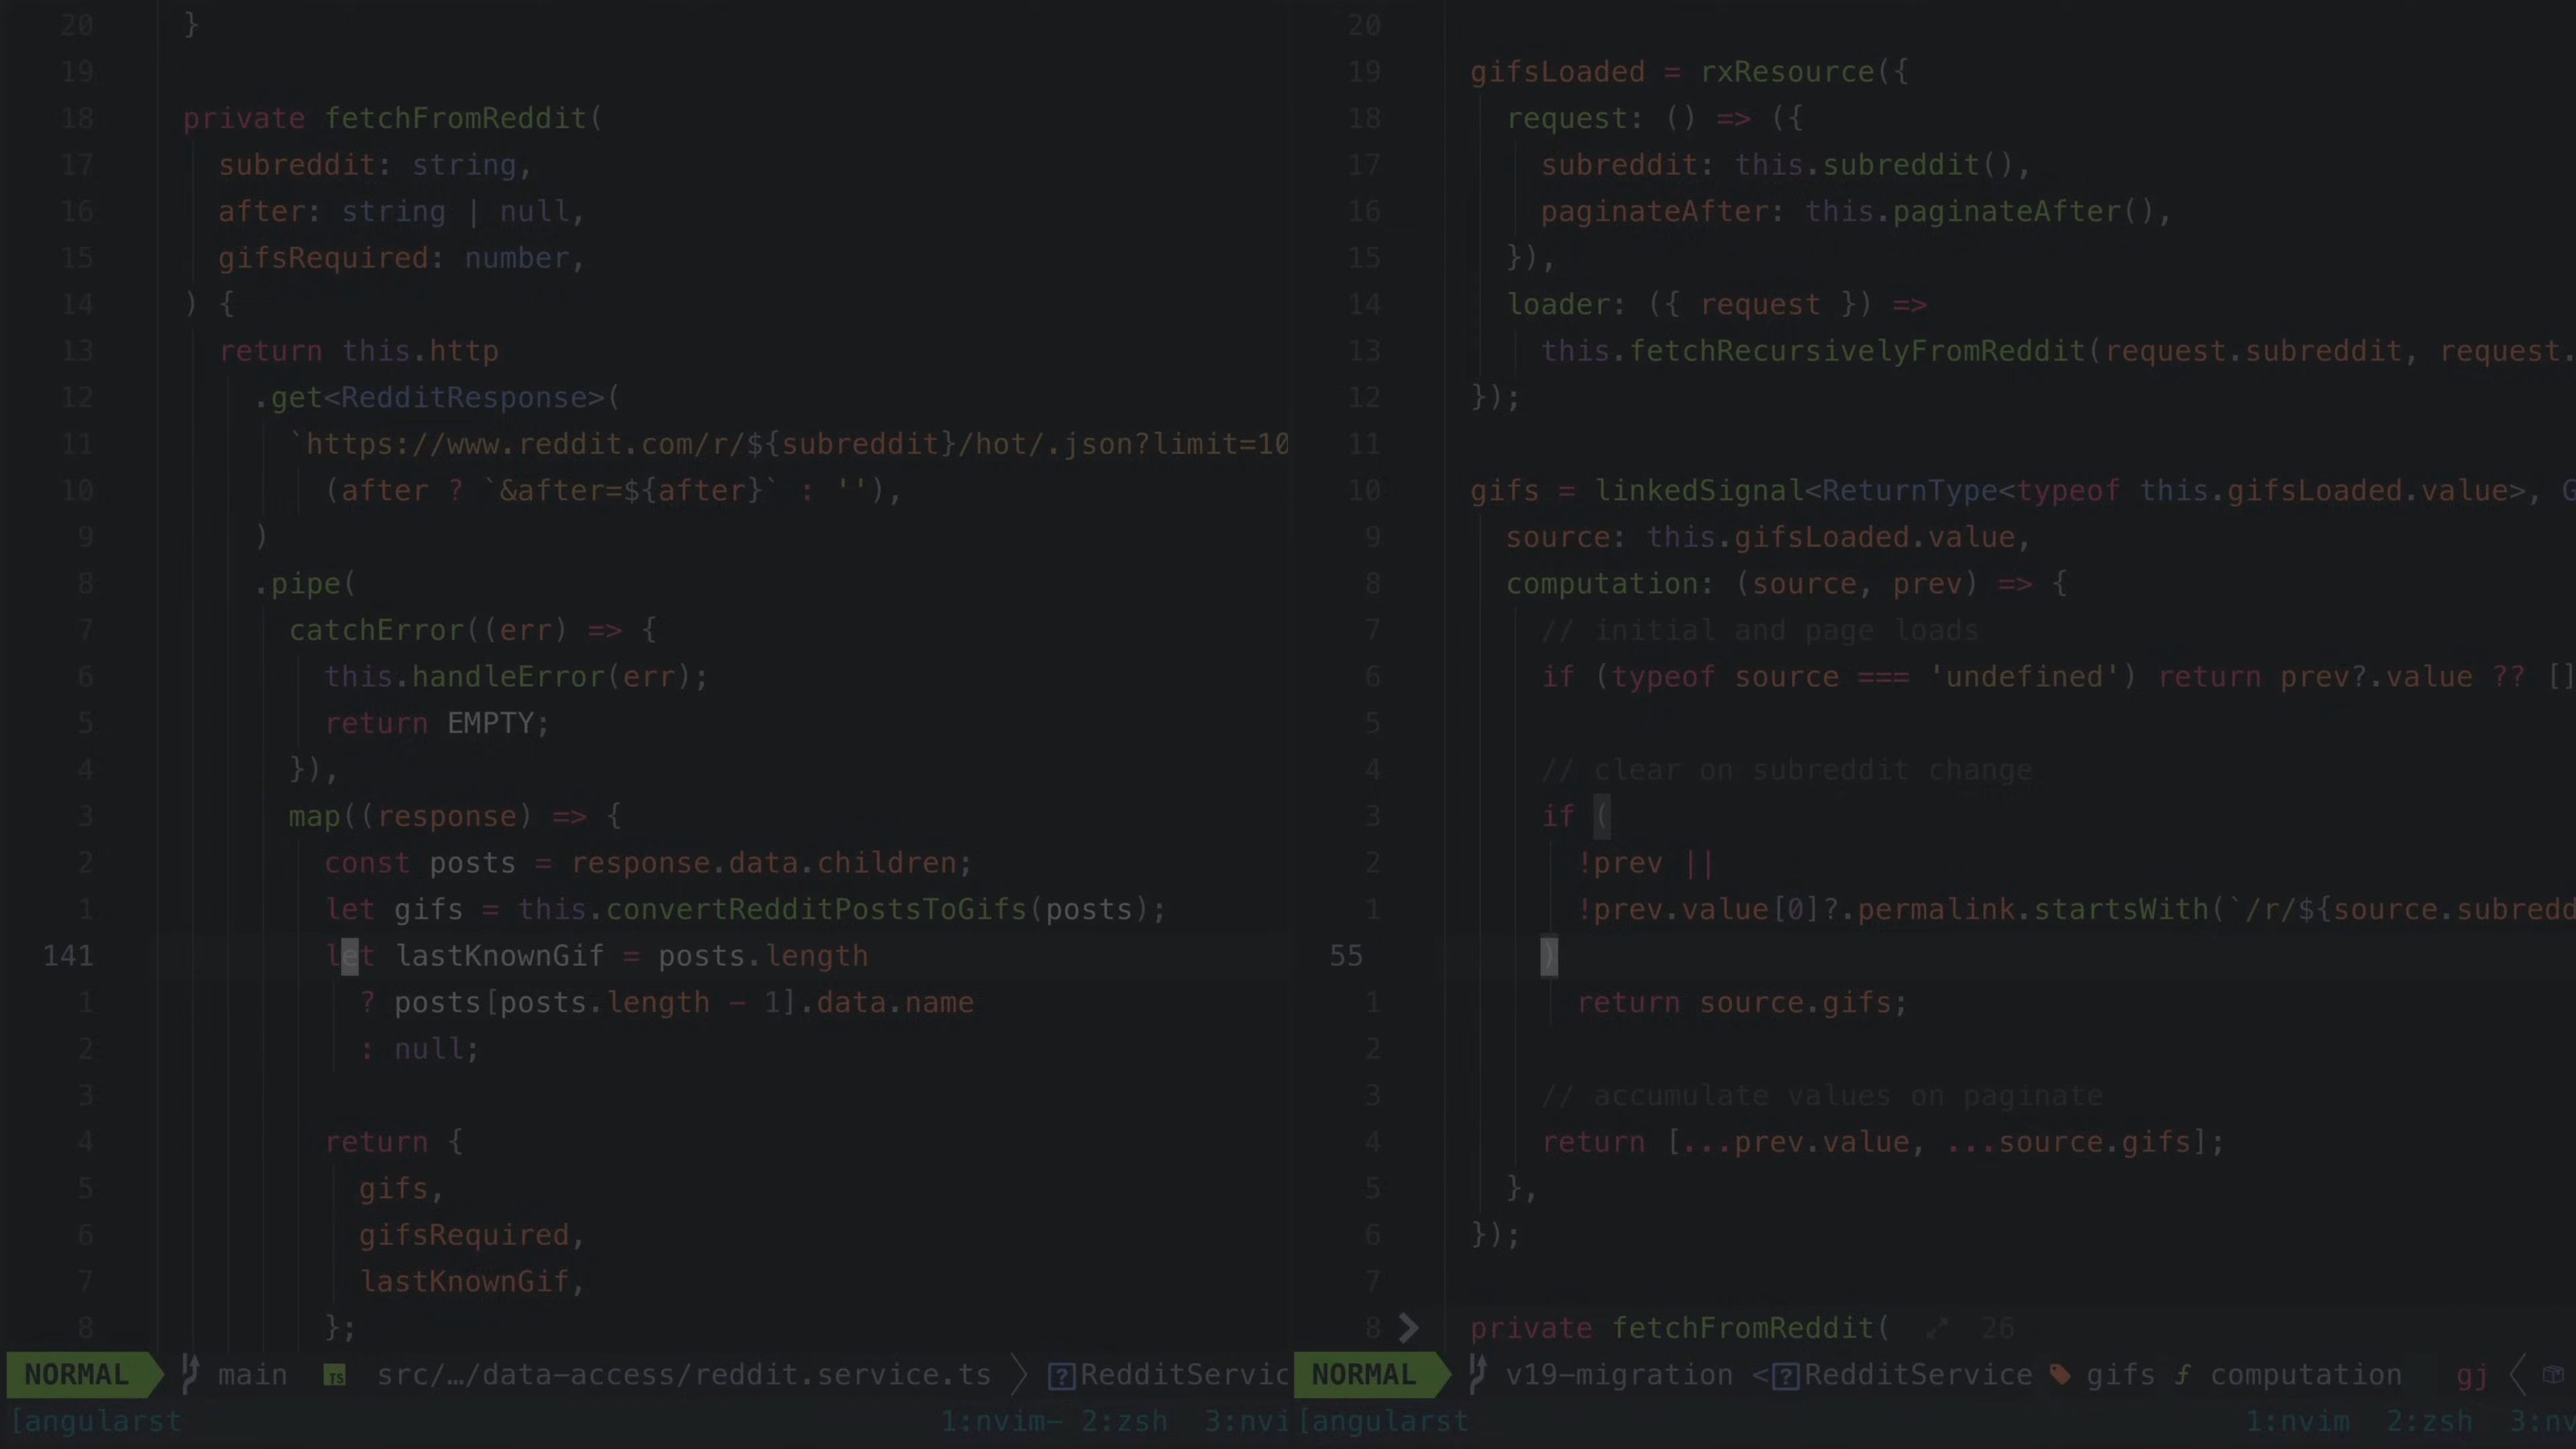 20 }
19
18 private fetchFromReddit(
17 subreddit: string,
16 after: string | null,
15 gifsRequired: number,
14 ) {
13 return this.http
12 .get<RedditResponse>(
11 `https://www.reddit.com/r/${subreddit}/hot/.json?limit=10
10 (after ? `&after=${after}` : ''),
9 )
8 .pipe(
7 catchError((err) => {
6 this.handleError(err);
5 return EMPTY;
4 }),
3 map((response) => {
2 const posts = response.data.children;
1 let gifs = this.convertRedditPostsToGifs(posts);
141 let lastKnownGif = posts.length
1 ? posts[posts.length - 1].data.name
2 : null;
3
4 return {
5 gifs,
6 gifsRequired,
7 lastKnownGif,
8 };
NORMAL main TS src/…/data-access/reddit.service.ts RedditServic
[angularst 1:nvim- 2:zsh 3:nvi
20
19 gifsLoaded = rxResource({
18 request: () => ({
17 subreddit: this.subreddit(),
16 paginateAfter: this.paginateAfter(),
15 }),
14 loader: ({ request }) =>
13 this.fetchRecursivelyFromReddit(request.subreddit, request.
12 });
11
10 gifs = linkedSignal<ReturnType<typeof this.gifsLoaded.value>, G
9 source: this.gifsLoaded.value,
8 computation: (source, prev) => {
7 // initial and page loads
6 if (typeof source === 'undefined') return prev?.value ?? []
5
4 // clear on subreddit change
3 if (
2 !prev ||
1 !prev.value[0]?.permalink.startsWith(`/r/${source.subredd
55 )
1 return source.gifs;
2
3 // accumulate values on paginate
4 return [...prev.value, ...source.gifs];
5 },
6 });
7
8 private fetchFromReddit( 26
NORMAL v19-migration <RedditService gifs f computation gj
[angularst 1:nvim 2:zsh 3:nv